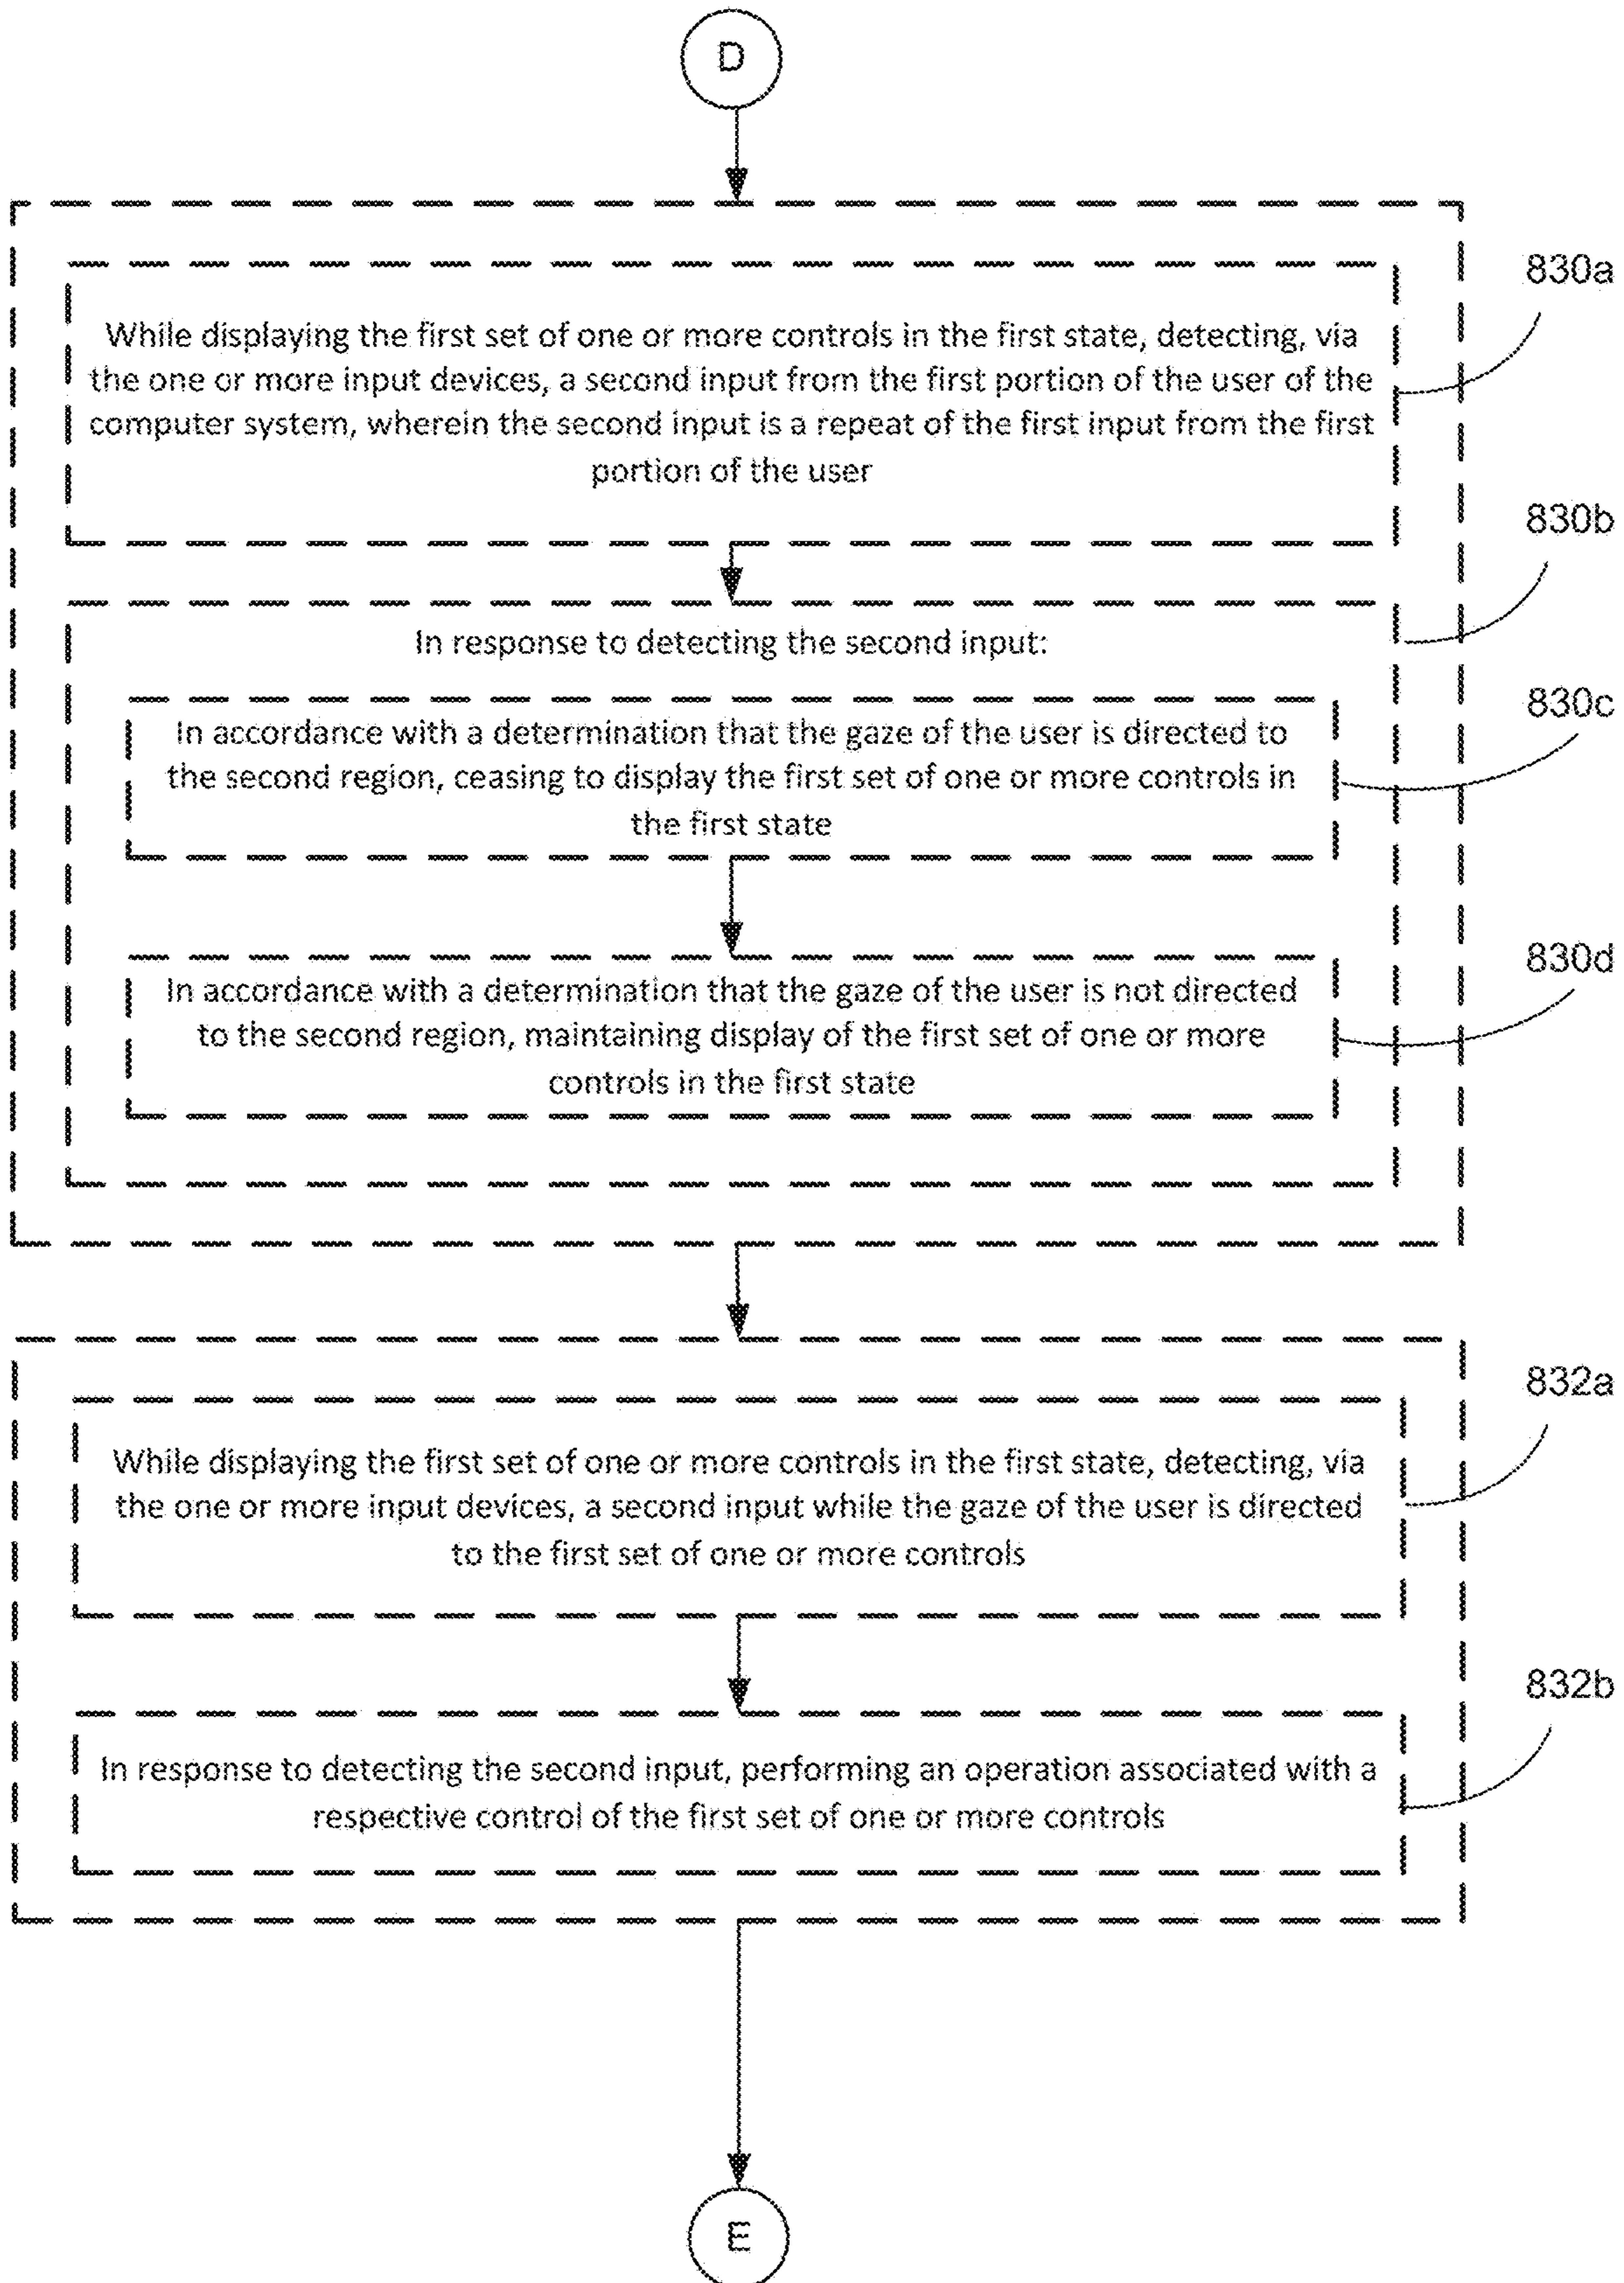 D
830a
While displaying the first set of one or more controls in the first state, detecting, via
the one or more input devices, a second input from the first portion of the user of the
computer system, wherein the second input is a repeat of the first input from the first
portion of the user
830b
In response to detecting the second input:
830c
In accordance with a determination that the gaze of the user is directed to
the second region, ceasing to display the first set of one or more controls in
the first state
830d
In accordance with a determination that the gaze of the user is not directed
to the second region, maintaining display of the first set of one or more
controls in the first state
832a
While displaying the first set of one or more controls in the first state, detecting, via
the one or more input devices, a second input while the gaze of the user is directed
to the first set of one or more controls
832b
In response to detecting the second input, performing an operation associated with a
respective control of the first set of one or more controls
E